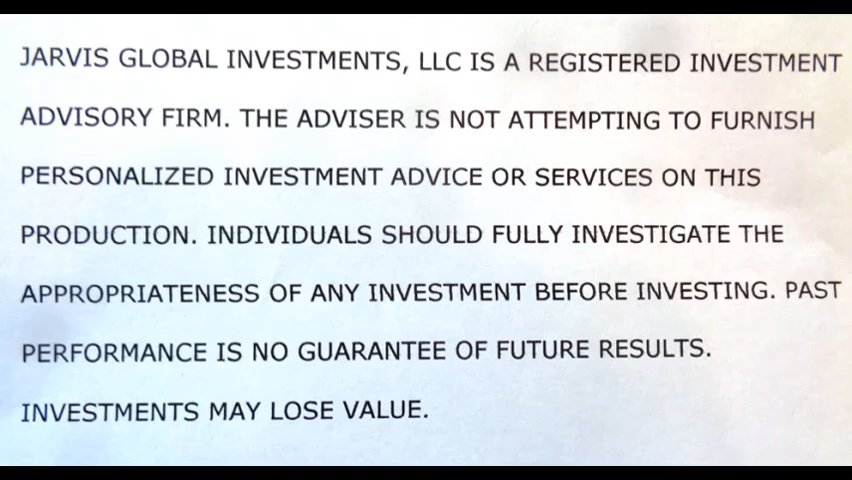 JARVIS GLOBAL INVESTMENTS, LLC IS A REGISTERED INVESTMENT
ADVISORY FIRM. THE ADVISER IS NOT ATTEMPTING TO FURNISH
PERSONALIZED INVESTMENT ADVICE OR SERVICES ON THIS
PRODUCTION. INDIVIDUALS SHOULD FULLY INVESTIGATE THE
APPROPRIATENESS OF ANY INVESTMENT BEFORE INVESTING. PAST
PERFORMANCE IS NO GUARANTEE OF FUTURE RESULTS.
INVESTMENTS MAY LOSE VALUE.